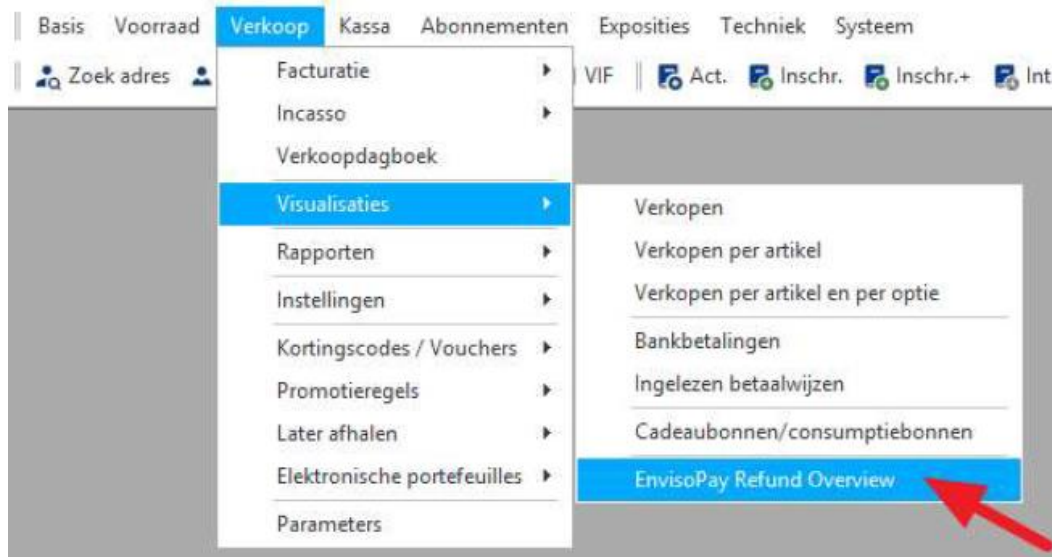 Basis Voorraad Verkoop Kassa Abonnementen Exposities Techniek Systeem
Zoek adres VIF Act. Inschr. Inschr.+ Int
Facturatie
Incasso
Verkoopdagboek
Visualisaties
Rapporten
Instellingen
Kortingscodes / Vouchers
Promotieregels
Later afhalen
Elektronische portefeuilles
Parameters
Verkopen
Verkopen per artikel
Verkopen per artikel en per optie
Bankbetalingen
Ingelezen betaalwijzen
Cadeaubonnen/consumptiebonnen
EnvisoPay Refund Overview